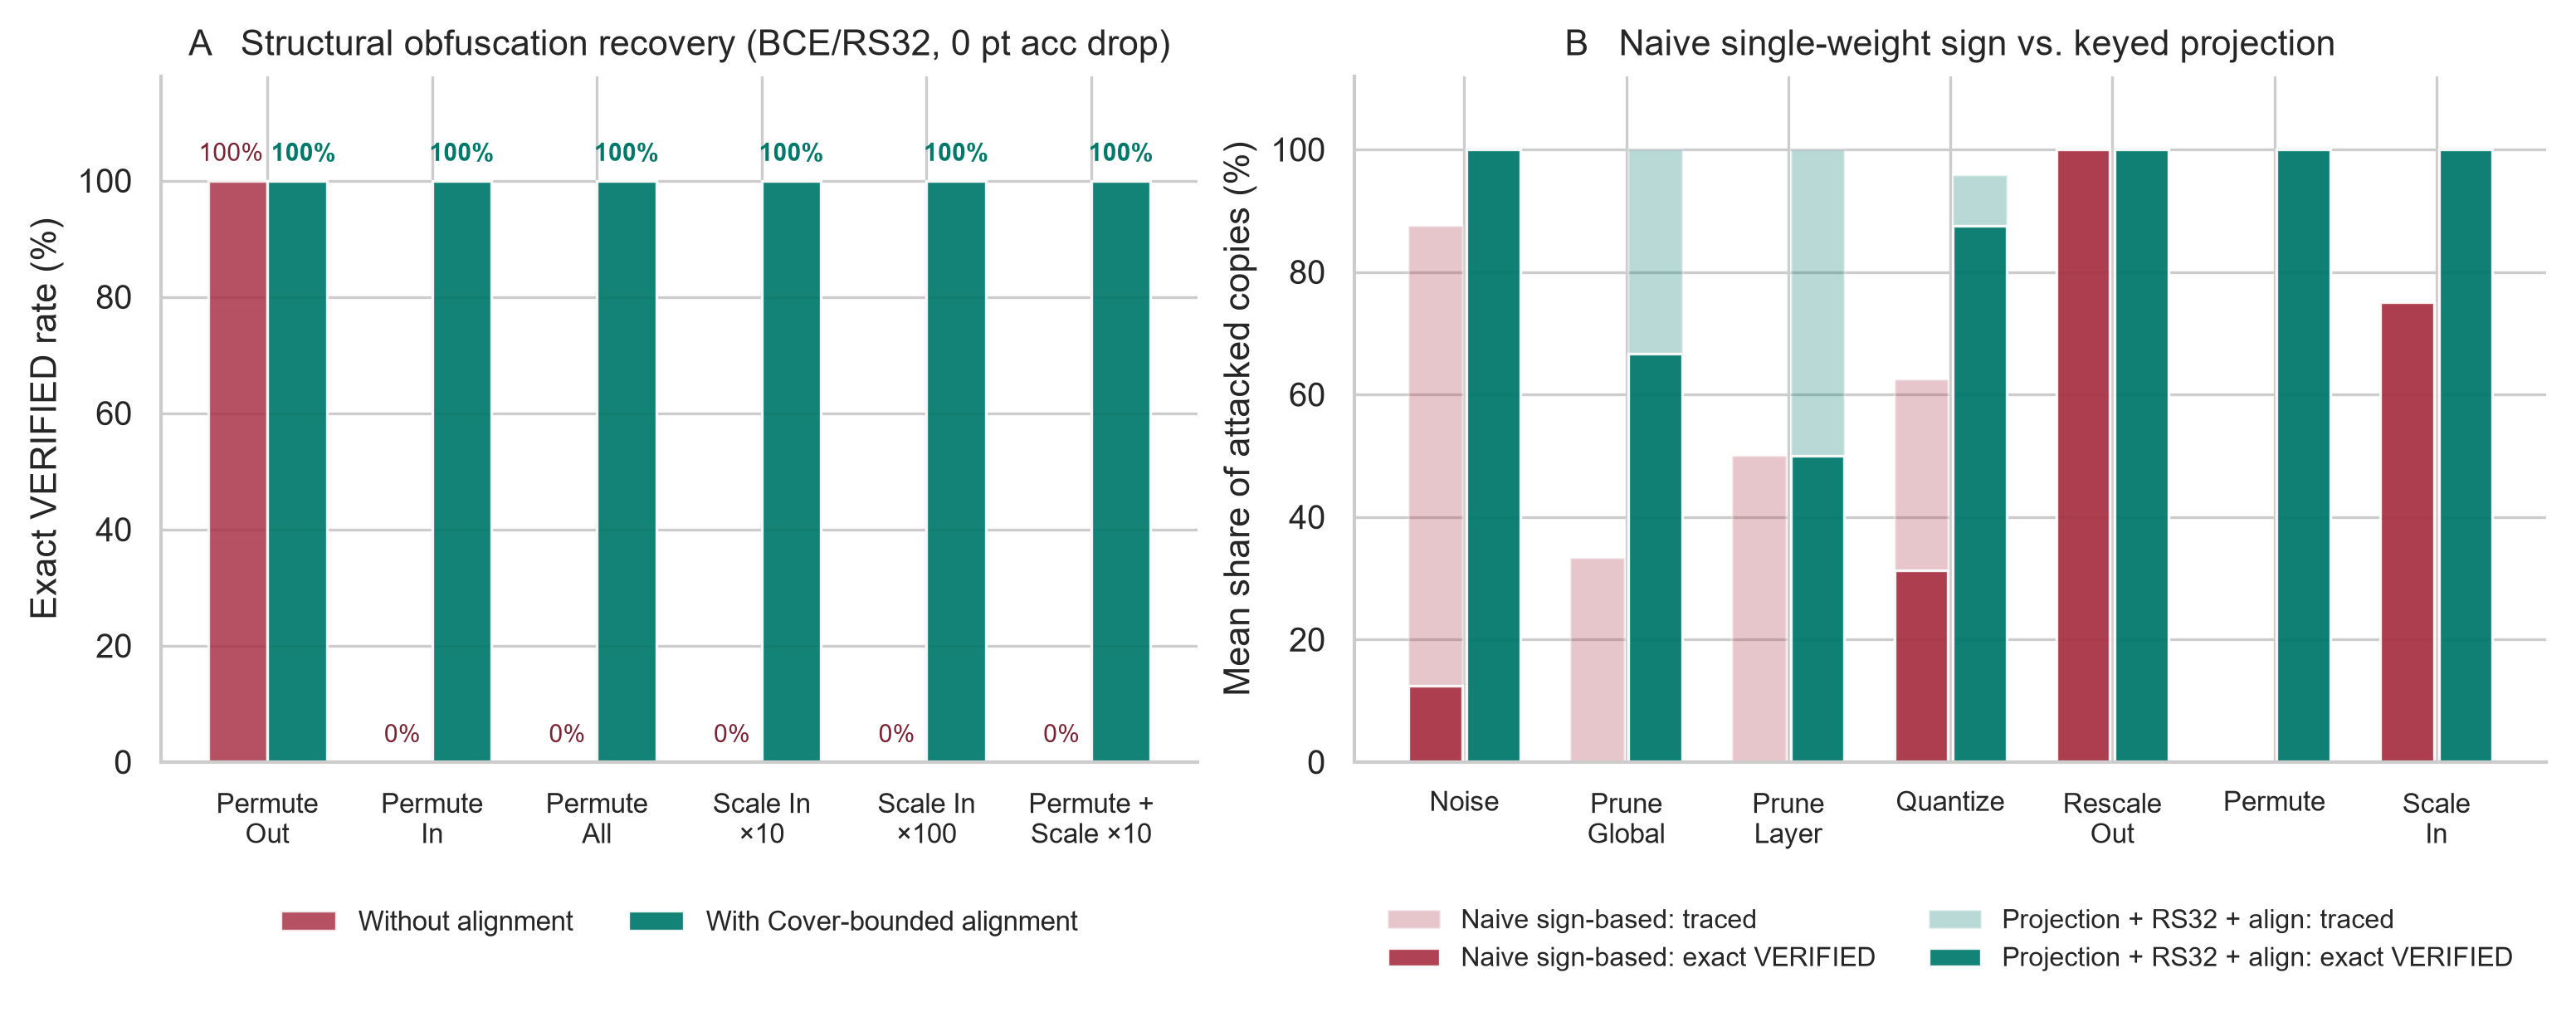 A Structural obfuscation recovery (BCE/RS32, 0 pt acc drop)
Exact VERIFIED rate (%)
100
80
60
40
20
0
100% 100% 100% 100% 100% 100% 100%
0% 0% 0% 0% 0%
Permute Out
Permute In
Permute All
Scale In ×10
Scale In ×100
Permute + Scale ×10
Without alignment
With Cover-bounded alignment
B Naive single-weight sign vs. keyed projection
Mean share of attacked copies (%)
100
80
60
40
20
0
Noise
Prune Global
Prune Layer
Quantize
Rescale Out
Permute
Scale In
Naive sign-based: traced
Naive sign-based: exact VERIFIED
Projection + RS32 + align: traced
Projection + RS32 + align: exact VERIFIED